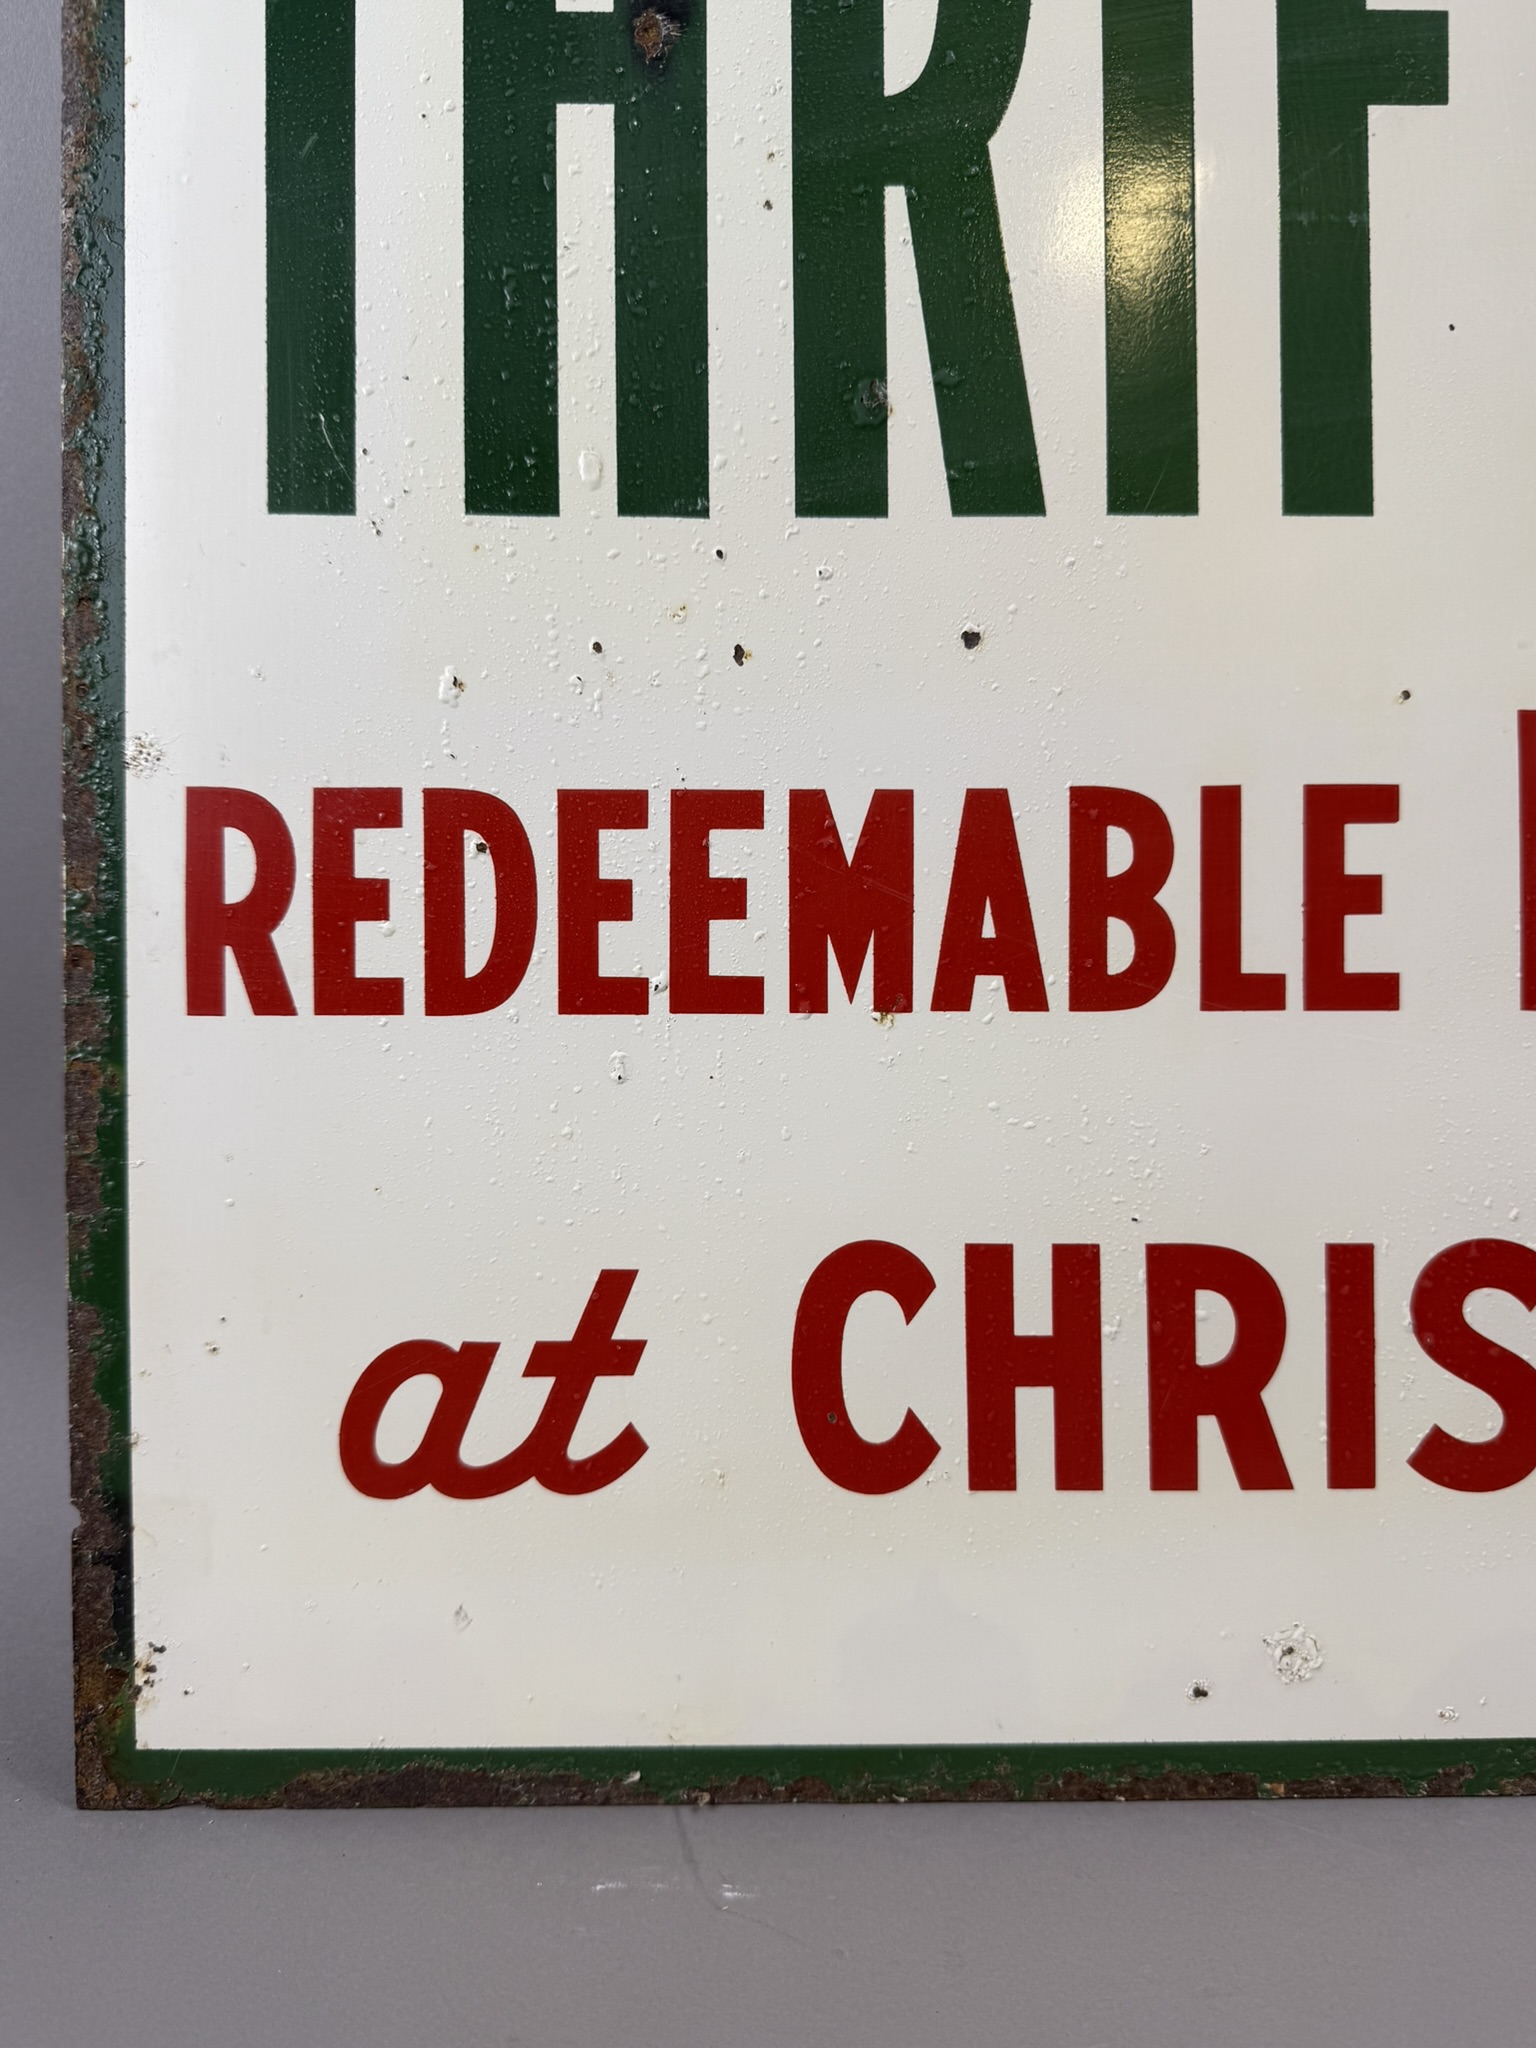 THRIF
REDEEMABLE
at CHRIS